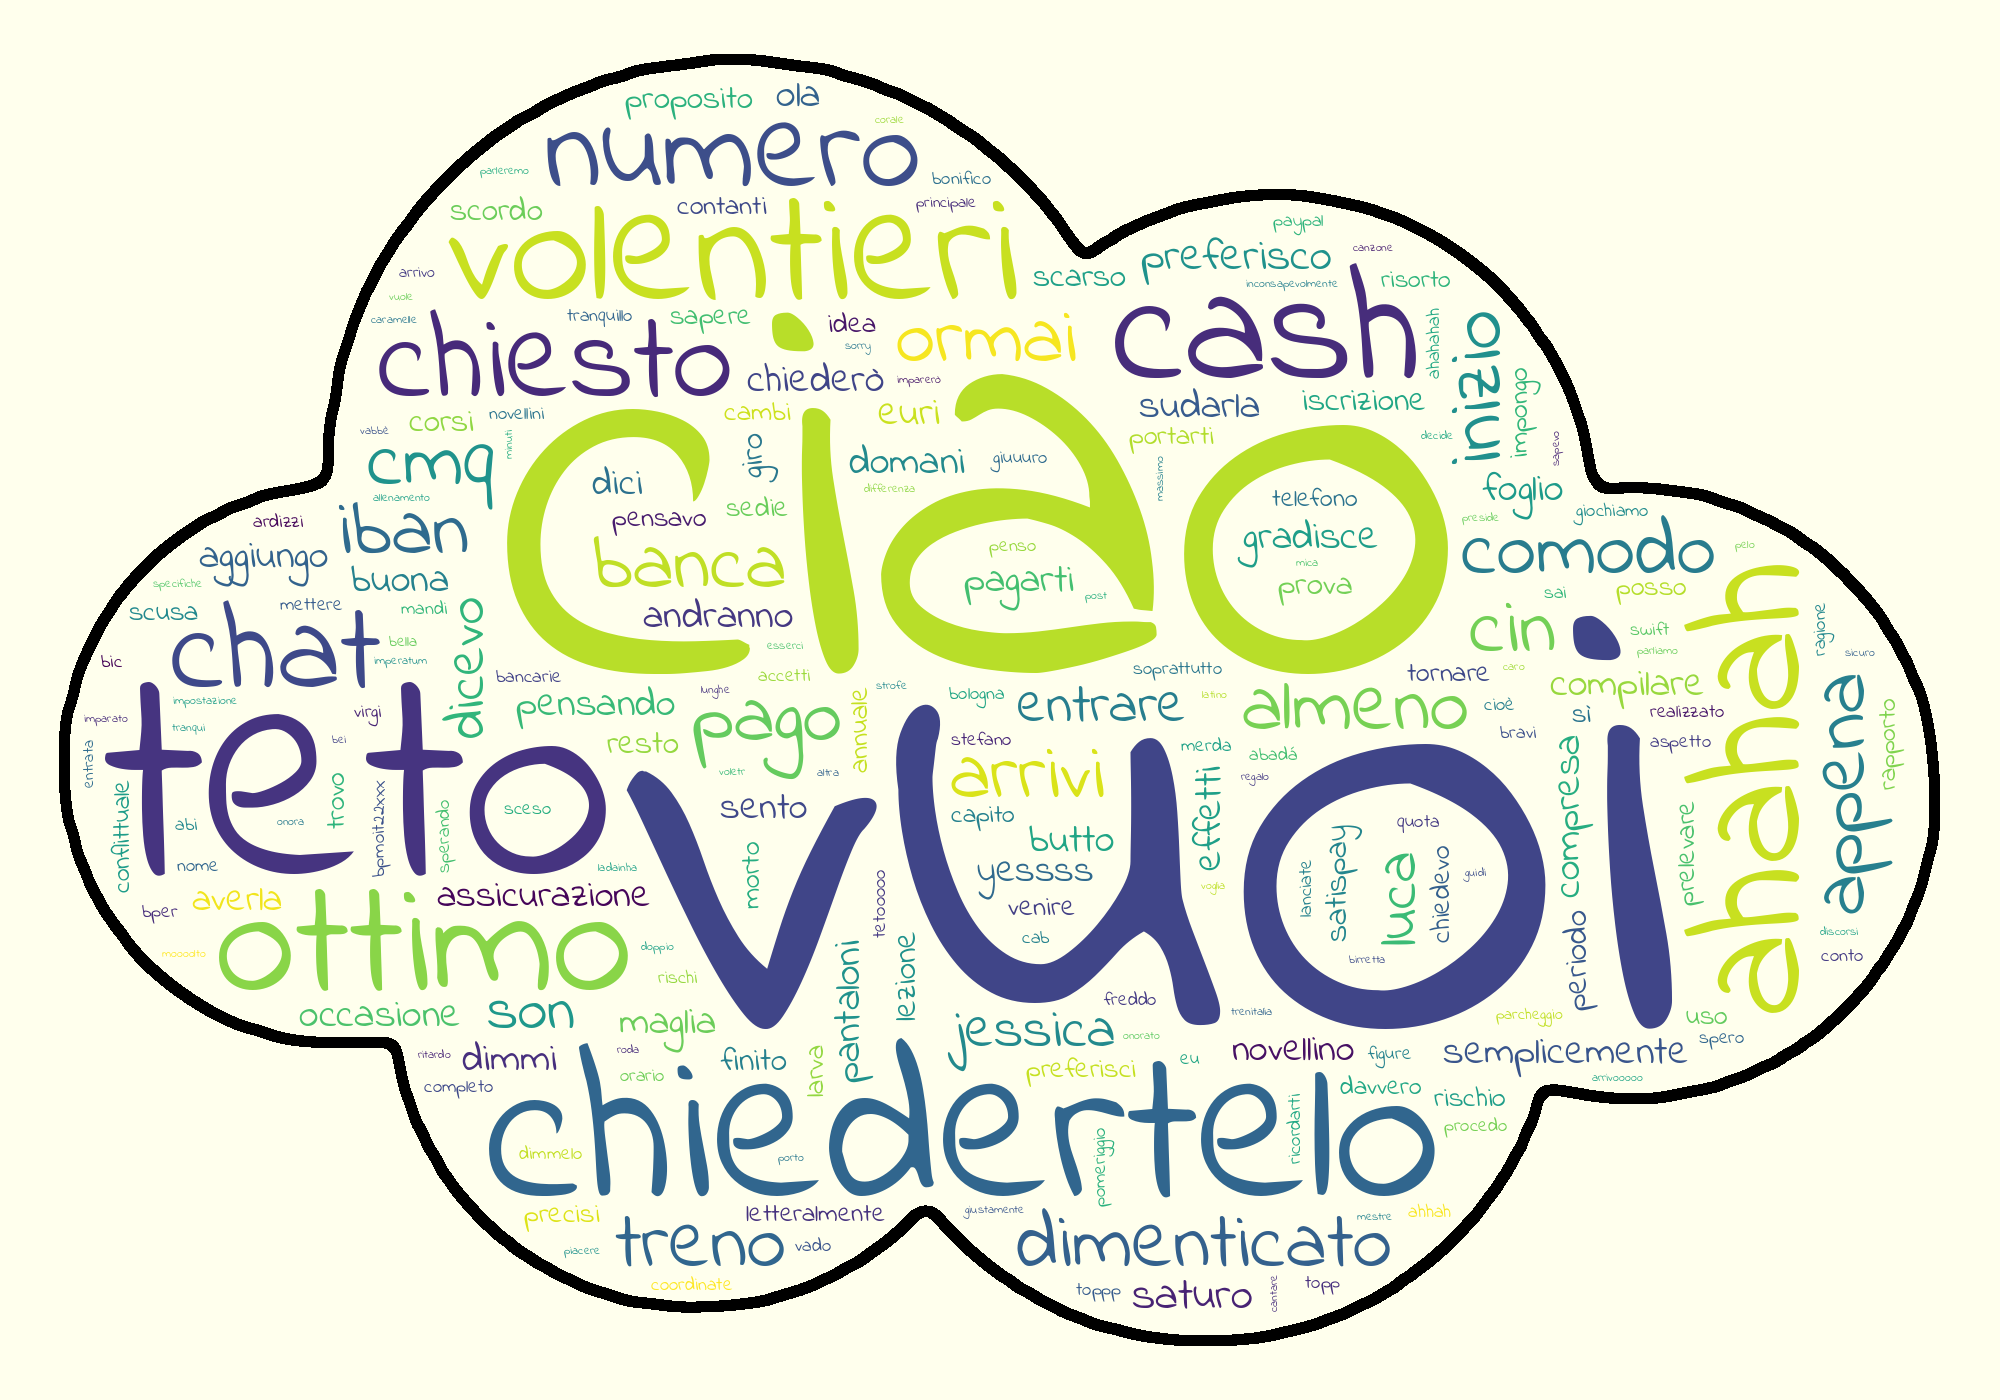 proposito ola
corale
numero
parleremo
bonifico
scordo contanti principale
volentieri
paypal
canzone
preferisco
arrivo scarso risorto
inconsapevolmente
vuole
caramelle tranquillo sapere idea
chiesto ormai cash ahahahah inizio
sorry
chiederò imparerà impongo
sudarla iscrizione
corsi novellini cambi euri
vabbé minuti portarti decide sapevo
cmq giro domani giuuuro
ciao
dici massimo foglio
allenamento differenza telefono
pensavo sedie giochiamo
ardizzi iban preside
aggiungo gradisce comodo
penso pelo
banca mica
specifiche buona pagarti prova
post sai posso
scusa mettere mandi andranno
chat dicevo cin swift ragione
bella esserci parliamo sicuro
bic imperatum soprattutto
bancarie accetti tornare caro
impostazione lunghe strofe bologna latino compilare
imparato virgi pensando pago annuale entrare almeno cioè sì realizzato
tranqui bei resto stefano merda abadá bravi aspetto
teto vuol ahahah appena rapporto
entrata voletr altra arrivi regalo
conflittuale trovo bpmoit22xxx sperando sceso sento capito effetti compresa
abi onora butto quota prelevare
nome ladainha morto yessss lanciate satispay luca chiedevo guidi
voglia
averla assicurazione venire
bper tetooooo periodo
ottimo cab
mooodito doppio birretta discorsi
rischi conto
pantaloni lezione freddo
occasione son maglia trenitalia parcheggio uso
jessica onorato spero
ritardo dimmi roda finito larva novellino figure semplicemente
completo orario preferisci eu arrivooooo
davvero rischio
chiedertelo
procedo
dimmelo porto pomeriggio ricordarti
precisi letteralmente giustamente mestre ahhah
piacere treno vado dimenticato
coordinate toppp saturo cantare topp